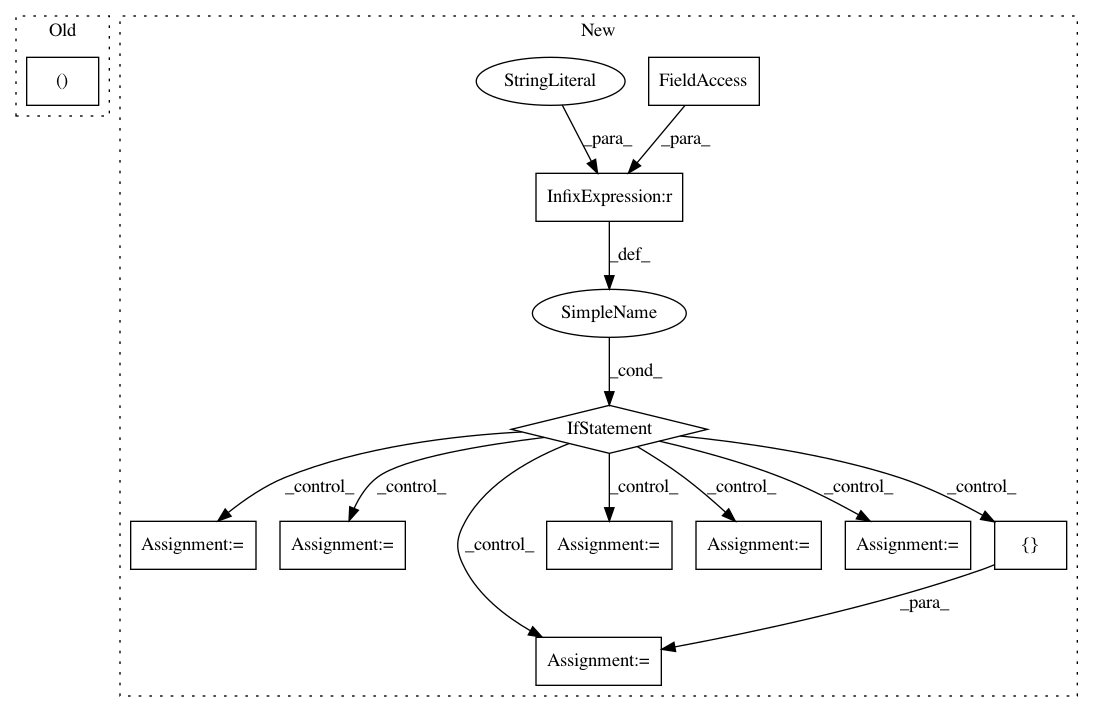 Old
New
()
StringLiteral
FieldAccess
_para_
_para_
InfixExpression:r
_def_
SimpleName
_cond_
IfStatement
_control_
_control_
_control_
_control_
_control_
_control_
_control_
Assignment:=
Assignment:=
Assignment:=
Assignment:=
Assignment:=
{}
_para_
Assignment:=